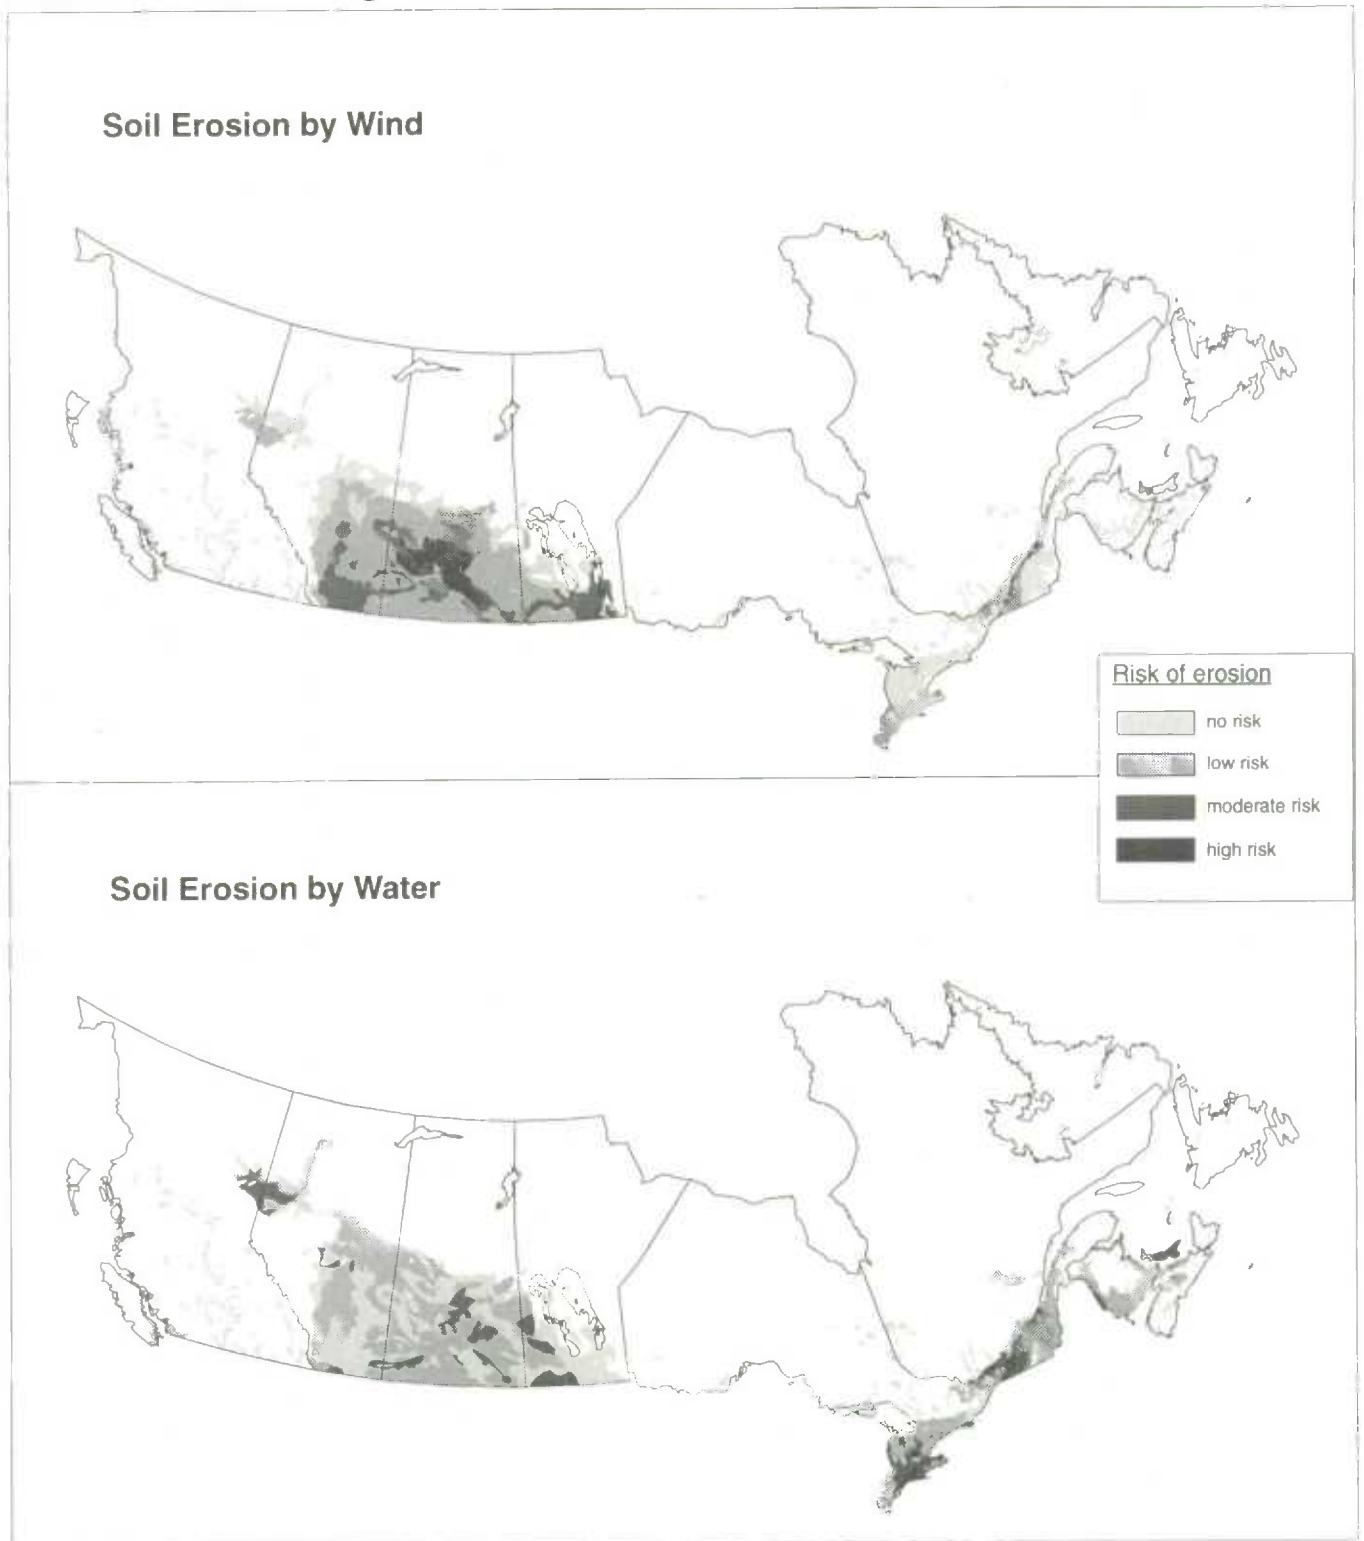 Soil Erosion by Wind
Risk of erosion
no risk
low risk
moderate risk
high risk
Soil Erosion by Water